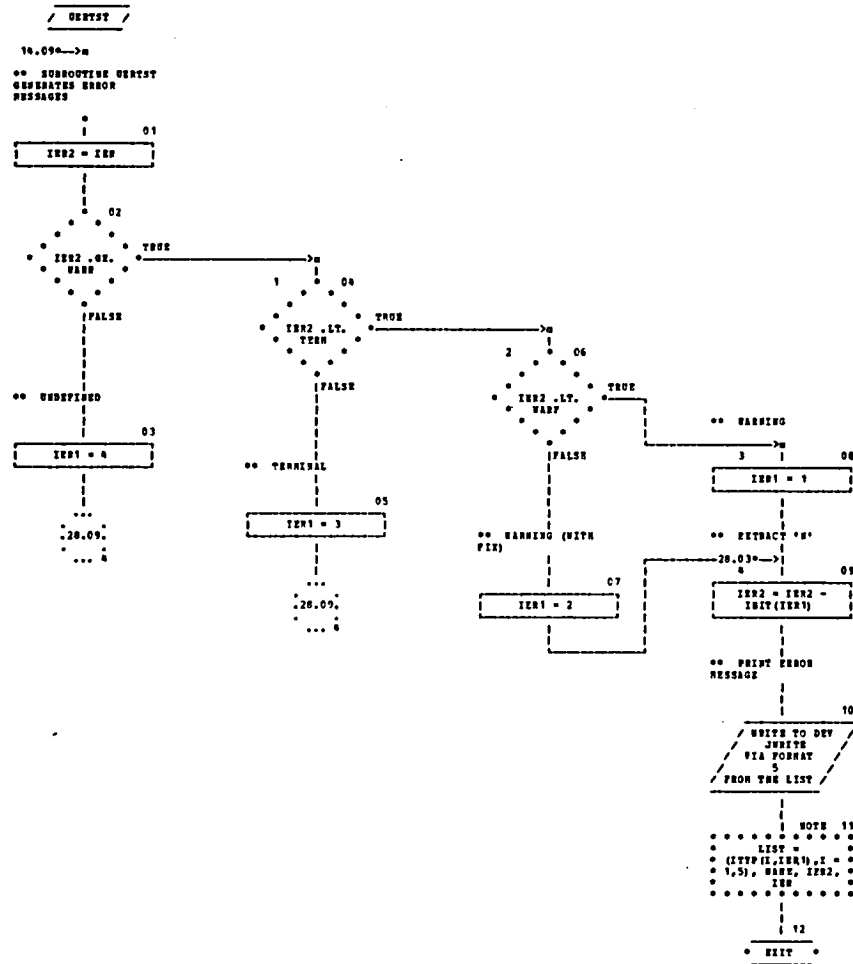 UERTST
14.09*-->*
** SUBROUTINE UERTST
GENERATES ERROR
MESSAGES
01
IER2 = IER
02
IER2 .GE.
WARN
TRUE
FALSE
** UNDEFINED
03
IER1 = 4
.28.09.
4
1
04
IER2 .LT.
TERM
TRUE
FALSE
** TERMINAL
05
IER1 = 3
.28.09.
4
2
06
IER2 .LT.
WARF
TRUE
FALSE
** WARNING (WITH
FIX)
07
IER1 = 2
** WARNING
3
08
IER1 = 1
** EXTRACT 'N'
28.03*-->
4
09
IER2 = IER2 -
IBIT(IER1)
** PRINT ERROR
MESSAGE
10
WRITE TO DEV
JWRITE
VIA FORMAT
5
FROM THE LIST
NOTE 11
LIST =
(ITYP(I,IER1),I =
1,5), NAME, IER2,
IER
12
* EXIT *